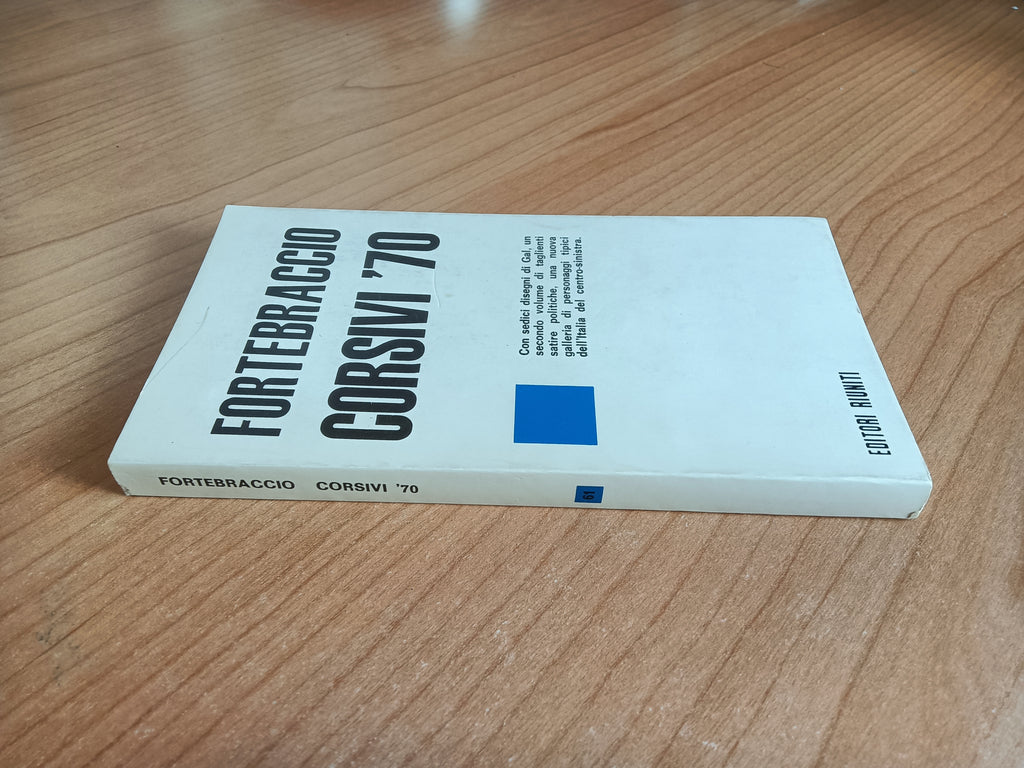 FORTEBRACCIO
CORSIVI '70
Con sedici disegni di Gal, un
secondo volume di taglienti
satire politiche, una nuova
galleria di personaggi tipici
dell'Italia del centro-sinistra.
EDITORI RIUNITI
FORTEBRACCIO CORSIVI '70
61